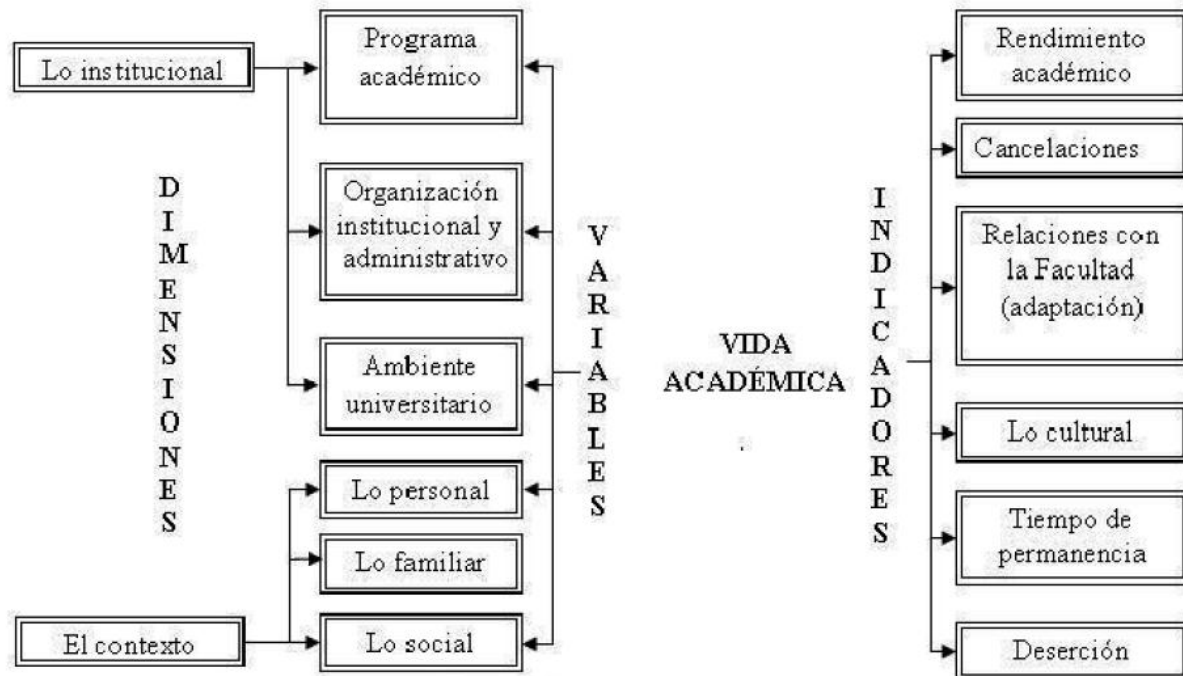 Lo institucional
DIMENSIONES
El contexto
Programa
académico
Organización
institucional y
administrativo
Ambiente
universitario
Lo personal
Lo familiar
Lo social
VARIABLES
VIDA
ACADÉMICA
INDICADORES
Rendimiento
académico
Cancelaciones
Relaciones con
la Facultad
(adaptación)
Lo cultural
Tiempo de
permanencia
Deserción